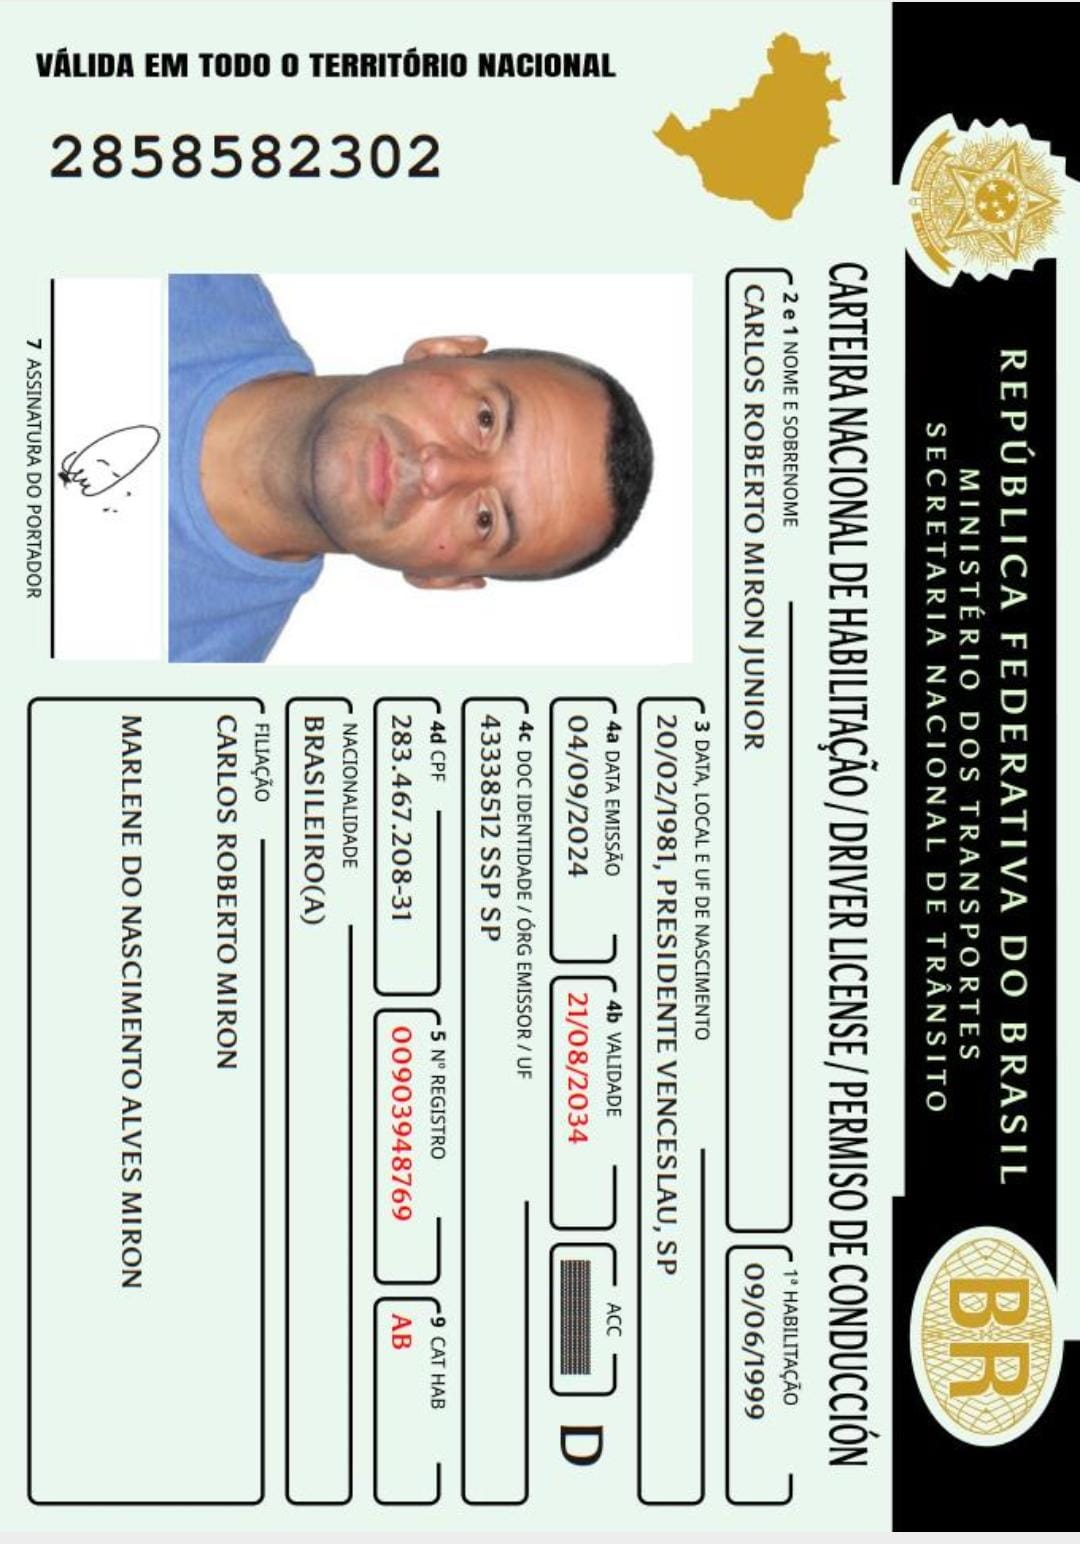 REPÚBLICA FEDERATIVA DO BRASIL
MINISTÉRIO DOS TRANSPORTES
SECRETARIA NACIONAL DE TRÂNSITO
BR
CARTEIRA NACIONAL DE HABILITAÇÃO / DRIVER LICENSE / PERMISO DE CONDUCCIÓN
2 e 1 NOME E SOBRENOME
CARLOS ROBERTO MIRON JUNIOR
1ª HABILITAÇÃO
09/06/1999
3 DATA, LOCAL E UF DE NASCIMENTO
20/02/1981, PRESIDENTE VENCESLAU, SP
4a DATA EMISSÃO
04/09/2024
4b VALIDADE
21/08/2034
ACC
D
4c DOC IDENTIDADE / ÓRG EMISSOR / UF
43338512 SSP SP
4d CPF
283.467.208-31
5 Nº REGISTRO
00903948769
9 CAT HAB
AB
NACIONALIDADE
BRASILEIRO(A)
FILIAÇÃO
CARLOS ROBERTO MIRON
MARLENE DO NASCIMENTO ALVES MIRON
7 ASSINATURA DO PORTADOR
VÁLIDA EM TODO O TERRITÓRIO NACIONAL
2858582302